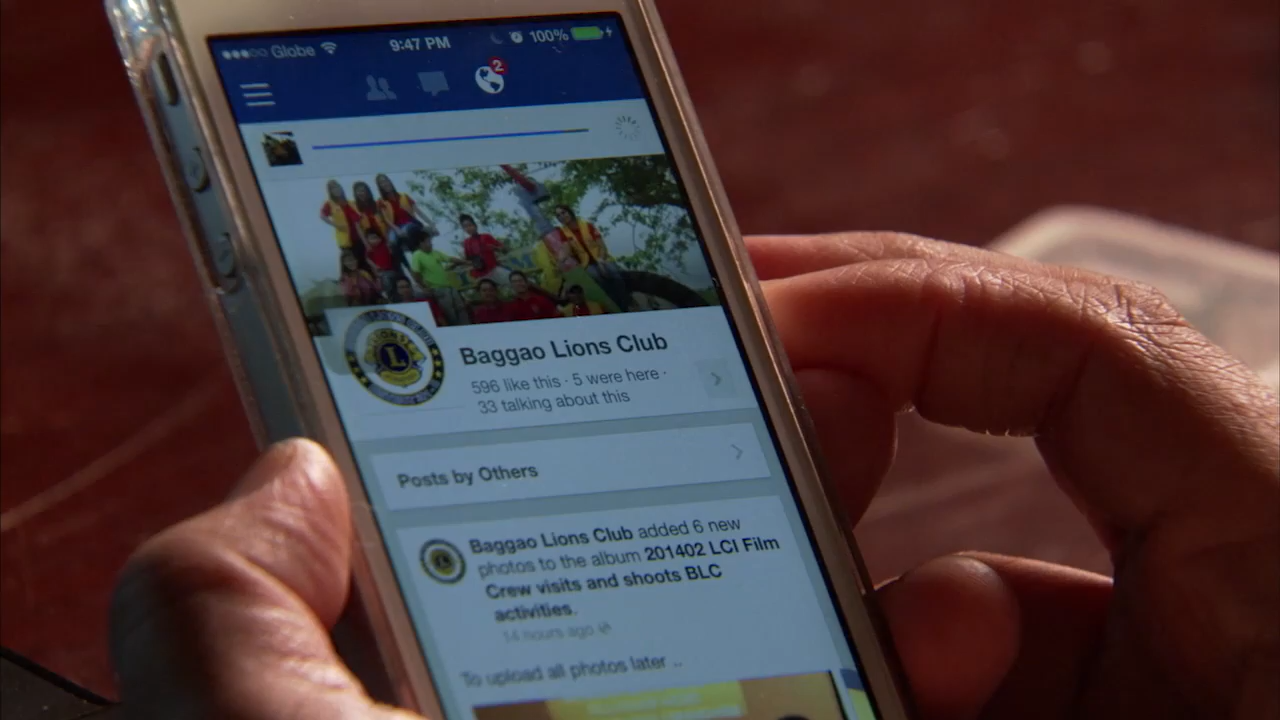 Globe 9:47 PM 100%
2
Baggao Lions Club
596 like this · 5 were here ·
33 talking about this
Posts by Others
Baggao Lions Club added 6 new
photos to the album 201402 LCI Film
Crew visits and shoots BLC
activities.
14 hours ago
To upload all photos later ..
L